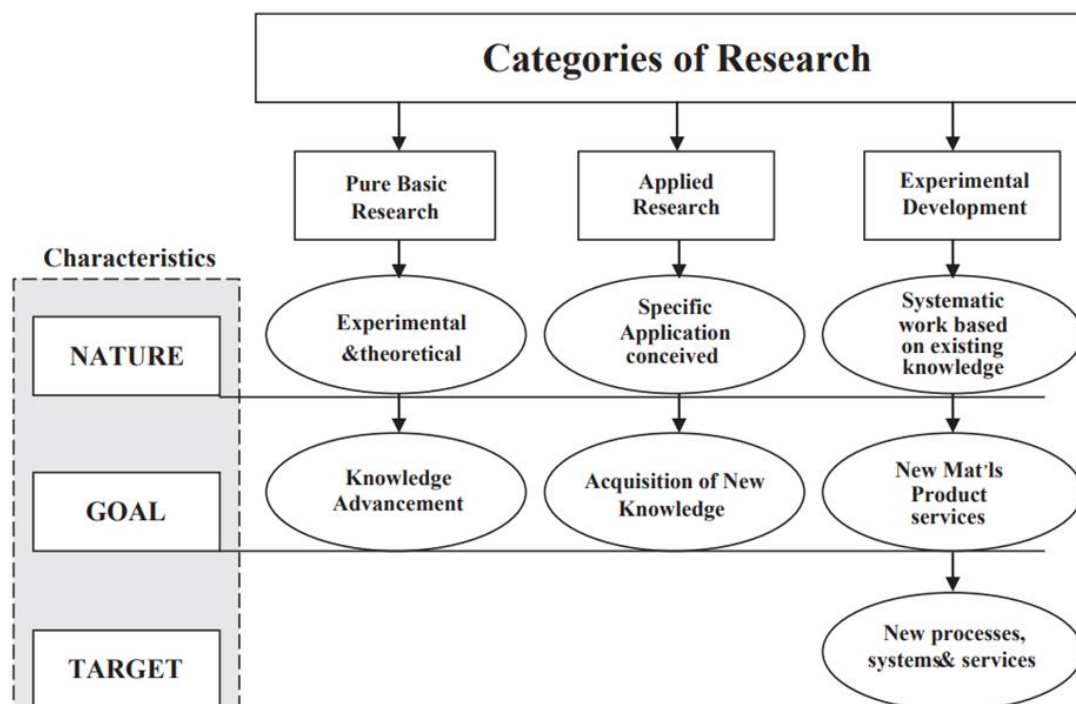 Categories of Research
Pure Basic
Research
Applied
Research
Experimental
Development
Characteristics
NATURE
Experimental
&theoretical
Specific
Application
conceived
Systematic
work based
on existing
knowledge
GOAL
Knowledge
Advancement
Acquisition of New
Knowledge
New Mat'ls
Product
services
TARGET
New processes,
systems& services